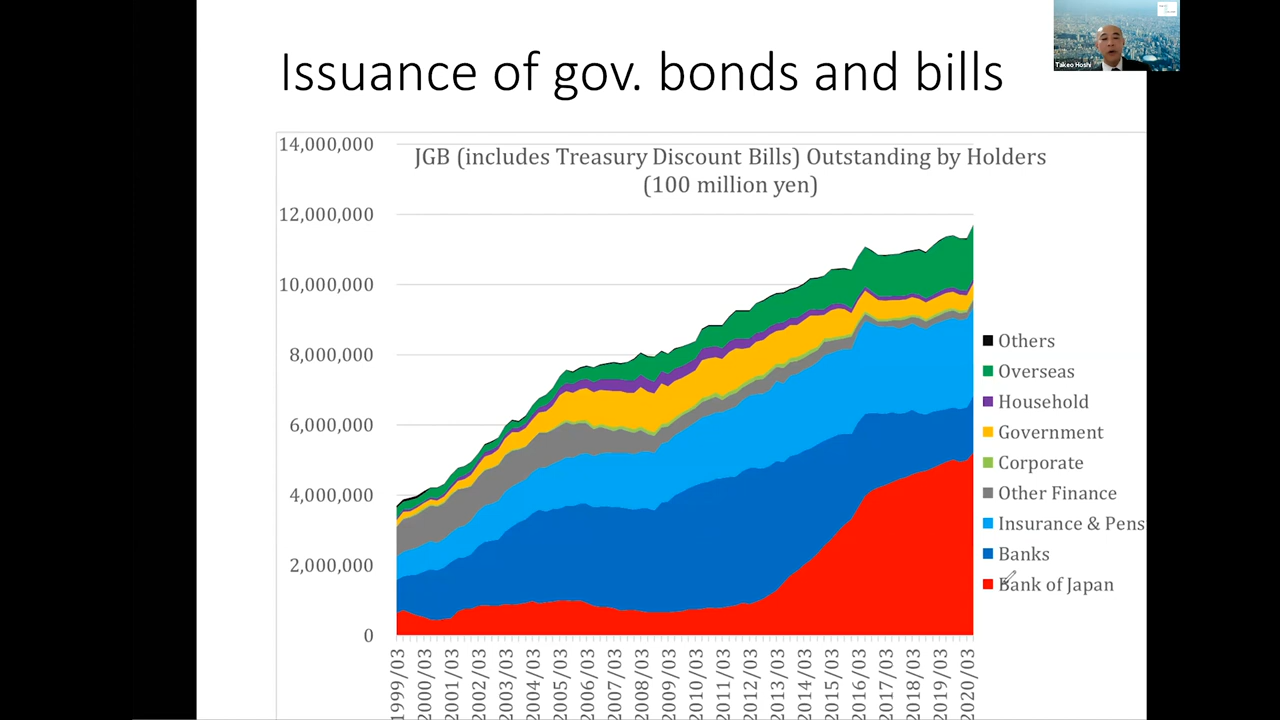 Issuance of gov. bonds and bills
Takeo Hoshi
JGB (includes Treasury Discount Bills) Outstanding by Holders
(100 million yen)
14,000,000
12,000,000
10,000,000
8,000,000
6,000,000
4,000,000
2,000,000
0
Others
Overseas
Household
Government
Corporate
Other Finance
Insurance & Pens
Banks
Bank of Japan
1999/03
2000/03
2001/03
2002/03
2003/03
2004/03
2005/03
2006/03
2007/03
2008/03
2009/03
2010/03
2011/03
2012/03
2013/03
2014/03
2015/03
2016/03
2017/03
2018/03
2019/03
2020/03